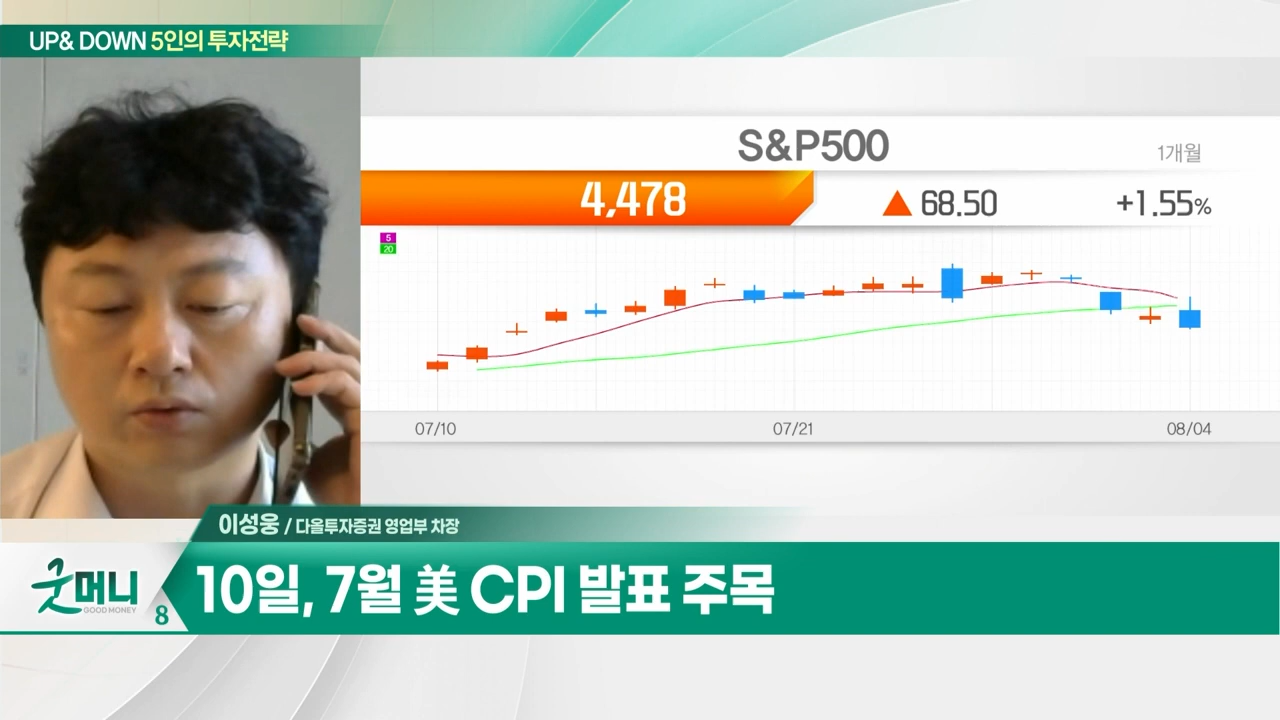 UP& DOWN 5인의 투자전략
S&P500
1개월
4,478
▲ 68.50
+1.55%
5
20
07/10
07/21
08/04
이성웅 / 다올투자증권 영업부 차장
굿머니
GOOD MONEY
8
10일, 7월 美 CPI 발표 주목